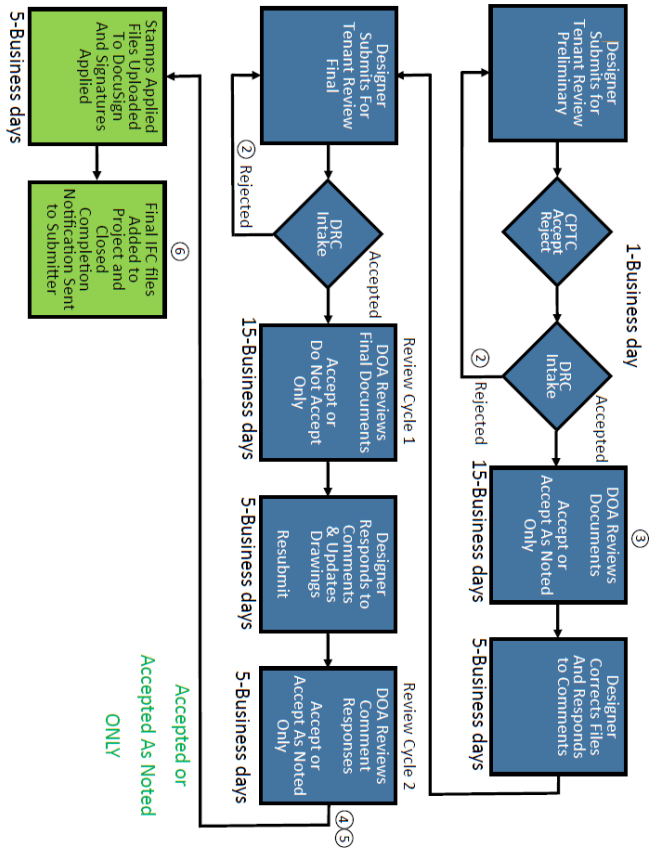 Designer
Submits for
Tenant Review
Preliminary
CPTC
Accept
Reject
1-Business day
DRC
Intake
② Rejected
Accepted
③
DOA Reviews
Documents
Accept or
Accept As Noted
Only
15-Business days
Designer
Corrects Files
And Responds
to Comments
5-Business days
Designer
Submits For
Tenant Review
Final
② Rejected
DRC
Intake
Accepted
Review Cycle 1
DOA Reviews
Final Documents
Accept or
Do Not Accept
Only
15-Business days
Designer
Responds to
Comments
& Updates
Drawings
Resubmit
5-Business days
Review Cycle 2
DOA Reviews
Comment
Responses
Accept or
Accept As Noted
Only
5-Business days
④ ⑤
Stamps Applied
Files Uploaded
To DocuSign
And Signatures
Applied
5-Business days
⑥
Final IFC files
Added to
Project and
Closed
Completion
Notification Sent
to Submitter
Accepted or
Accepted As Noted
ONLY